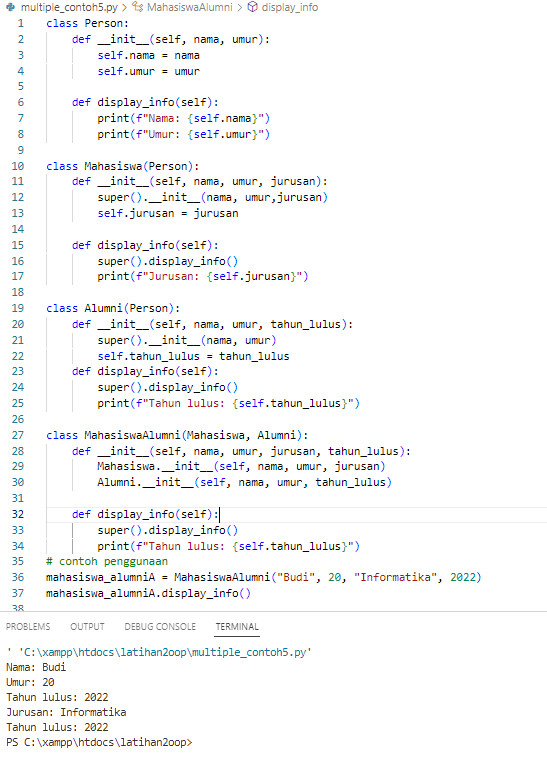 multiple_contoh5.py > MahasiswaAlumni > display_info
1 class Person:
2     def __init__(self, nama, umur):
3         self.nama = nama
4         self.umur = umur
5
6     def display_info(self):
7         print(f"Nama: {self.nama}")
8         print(f"Umur: {self.umur}")
9
10 class Mahasiswa(Person):
11     def __init__(self, nama, umur, jurusan):
12         super().__init__(nama, umur,jurusan)
13         self.jurusan = jurusan
14
15     def display_info(self):
16         super().display_info()
17         print(f"Jurusan: {self.jurusan}")
18
19 class Alumni(Person):
20     def __init__(self, nama, umur, tahun_lulus):
21         super().__init__(nama, umur)
22         self.tahun_lulus = tahun_lulus
23     def display_info(self):
24         super().display_info()
25         print(f"Tahun lulus: {self.tahun_lulus}")
26
27 class MahasiswaAlumni(Mahasiswa, Alumni):
28     def __init__(self, nama, umur, jurusan, tahun_lulus):
29         Mahasiswa.__init__(self, nama, umur, jurusan)
30         Alumni.__init__(self, nama, umur, tahun_lulus)
31
32     def display_info(self):
33         super().display_info()
34         print(f"Tahun lulus: {self.tahun_lulus}")
35 # contoh penggunaan
36 mahasiswa_alumniA = MahasiswaAlumni("Budi", 20, "Informatika", 2022)
37 mahasiswa_alumniA.display_info()
38
PROBLEMS OUTPUT DEBUG CONSOLE TERMINAL
' 'C:\xampp\htdocs\latihan2oop\multiple_contoh5.py'
Nama: Budi
Umur: 20
Tahun lulus: 2022
Jurusan: Informatika
Tahun lulus: 2022
PS C:\xampp\htdocs\latihan2oop>